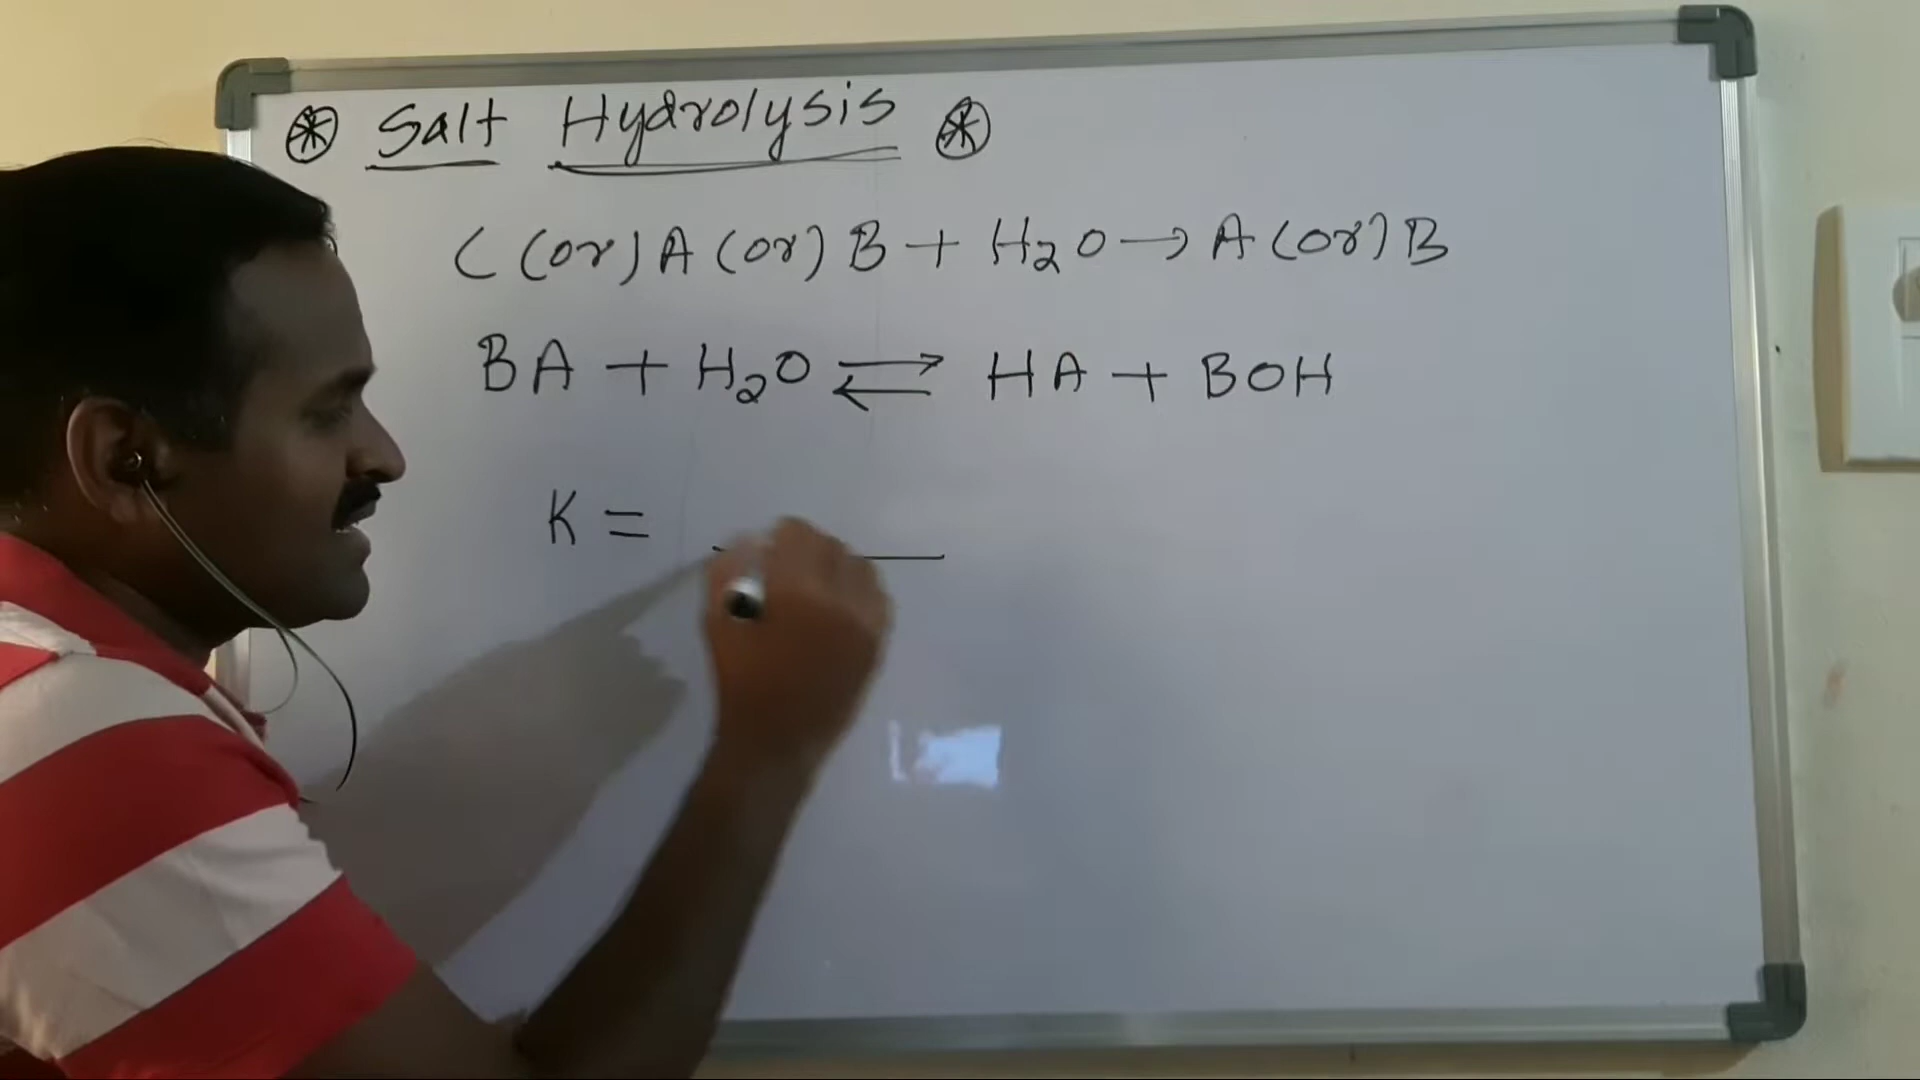 Salt Hydrolysis
C (or) A (or) B + H₂O → A (or) B
BA + H₂O ⇌ HA + BOH
K =